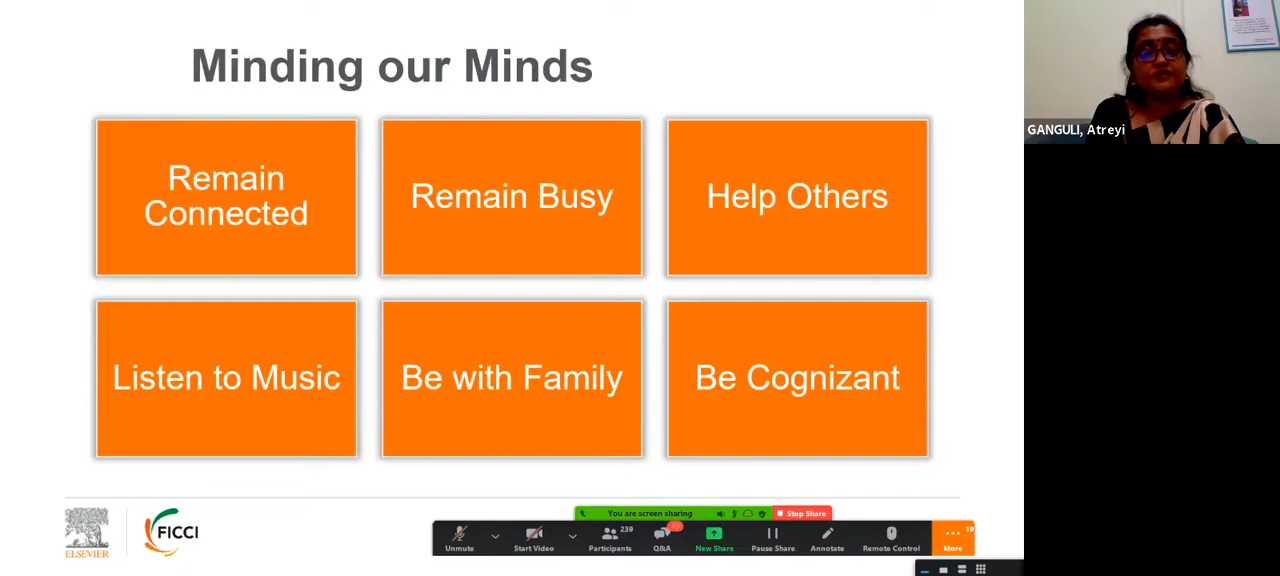 Minding our Minds
Remain
Connected
Remain Busy
Help Others
Listen to Music
Be with Family
Be Cognizant
GANGULI, Atreyi
ELSEVIER
FICCI
You are screen sharing
Stop Share
Unmute
Start Video
239
Participants
Q&A
New Share
Pause Share
Annotate
Remote Control
19
More